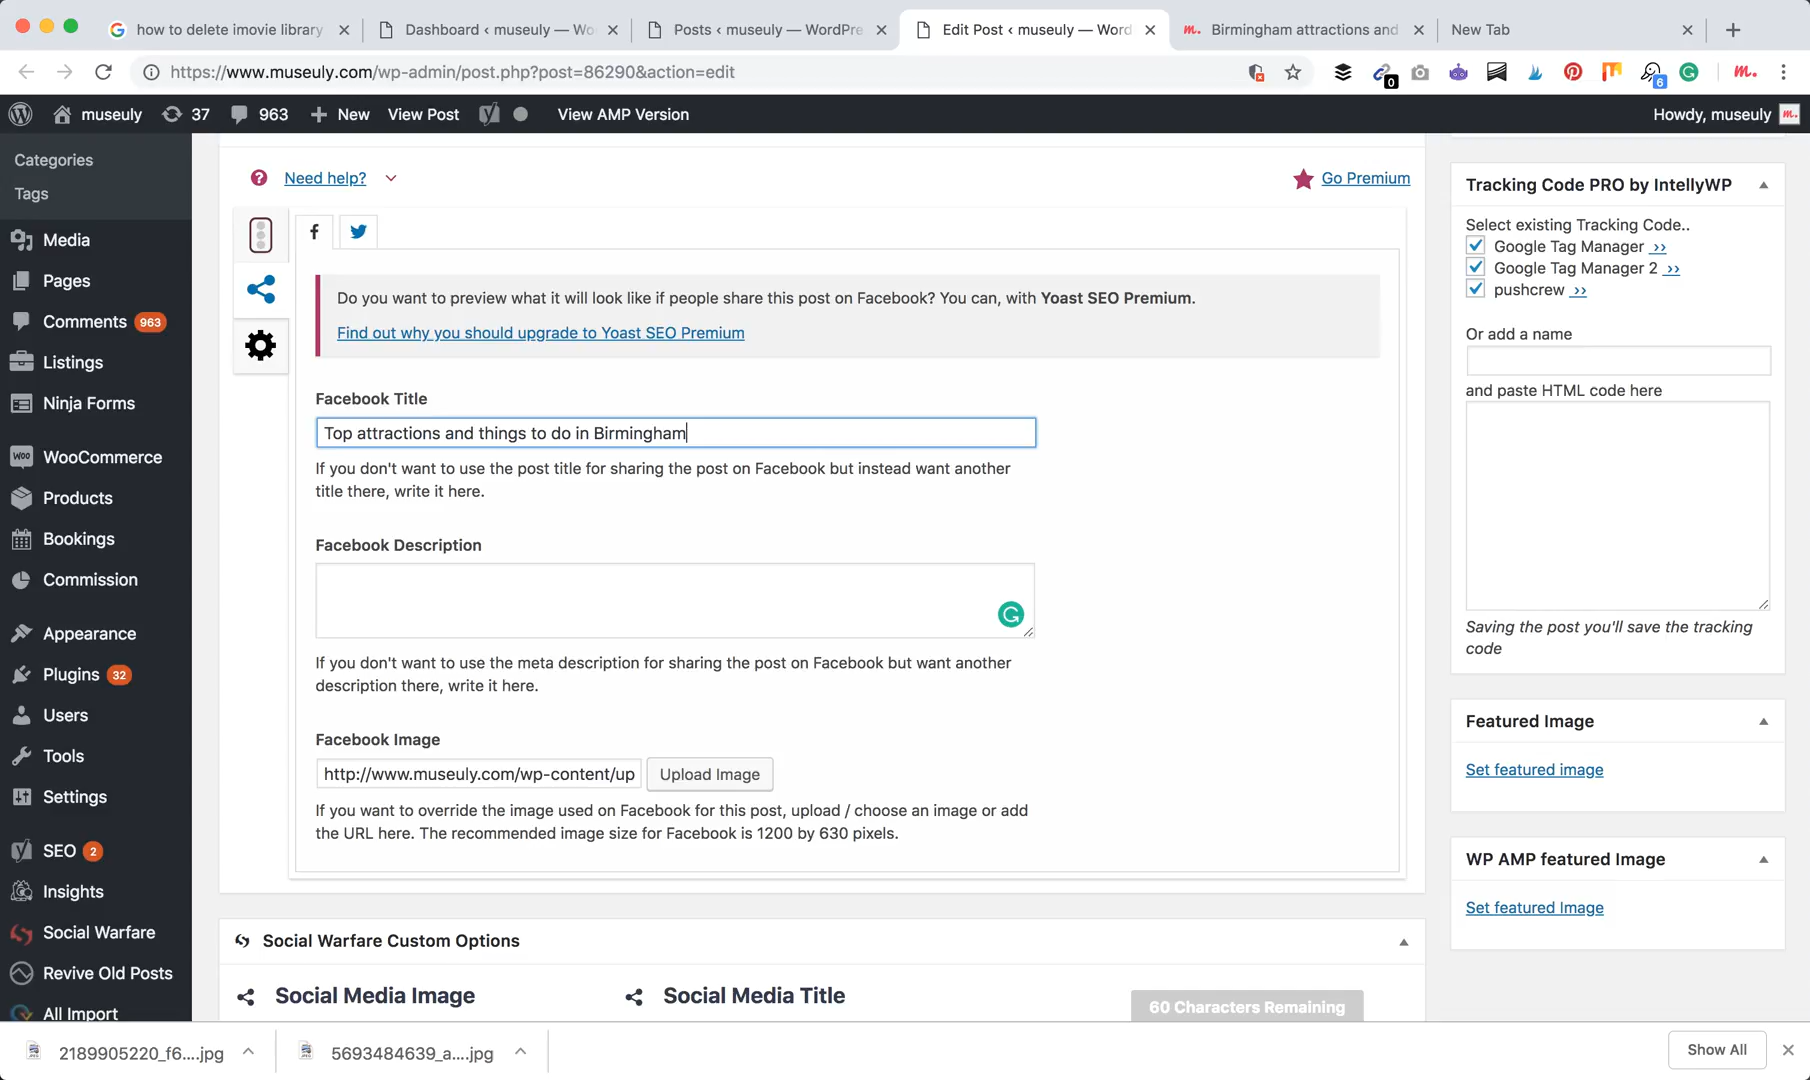 how to delete imovie library
Dashboard ‹ museuly — Wo
Posts ‹ museuly — WordPre
Edit Post ‹ museuly — Word
m. Birmingham attractions and
New Tab
https://www.museuly.com/wp-admin/post.php?post=86290&action=edit
0
6
m.
museuly
37
963
New
View Post
View AMP Version
Howdy, museuly
m.
Categories
Tags
Media
Pages
Comments 963
Listings
Ninja Forms
Woo WooCommerce
Products
Bookings
Commission
Appearance
Plugins 32
Users
Tools
Settings
SEO 2
Insights
Social Warfare
Revive Old Posts
All Import
Need help?
Go Premium
Do you want to preview what it will look like if people share this post on Facebook? You can, with Yoast SEO Premium.
Find out why you should upgrade to Yoast SEO Premium
Facebook Title
Top attractions and things to do in Birmingham
If you don't want to use the post title for sharing the post on Facebook but instead want another
title there, write it here.
Facebook Description
If you don't want to use the meta description for sharing the post on Facebook but want another
description there, write it here.
Facebook Image
http://www.museuly.com/wp-content/up
Upload Image
If you want to override the image used on Facebook for this post, upload / choose an image or add
the URL here. The recommended image size for Facebook is 1200 by 630 pixels.
Social Warfare Custom Options
Social Media Image
Social Media Title
60 Characters Remaining
Tracking Code PRO by IntellyWP
Select existing Tracking Code..
Google Tag Manager ››
Google Tag Manager 2 ››
pushcrew ››
Or add a name
and paste HTML code here
Saving the post you'll save the tracking
code
Featured Image
Set featured image
WP AMP featured Image
Set featured Image
2189905220_f6....jpg
5693484639_a....jpg
Show All